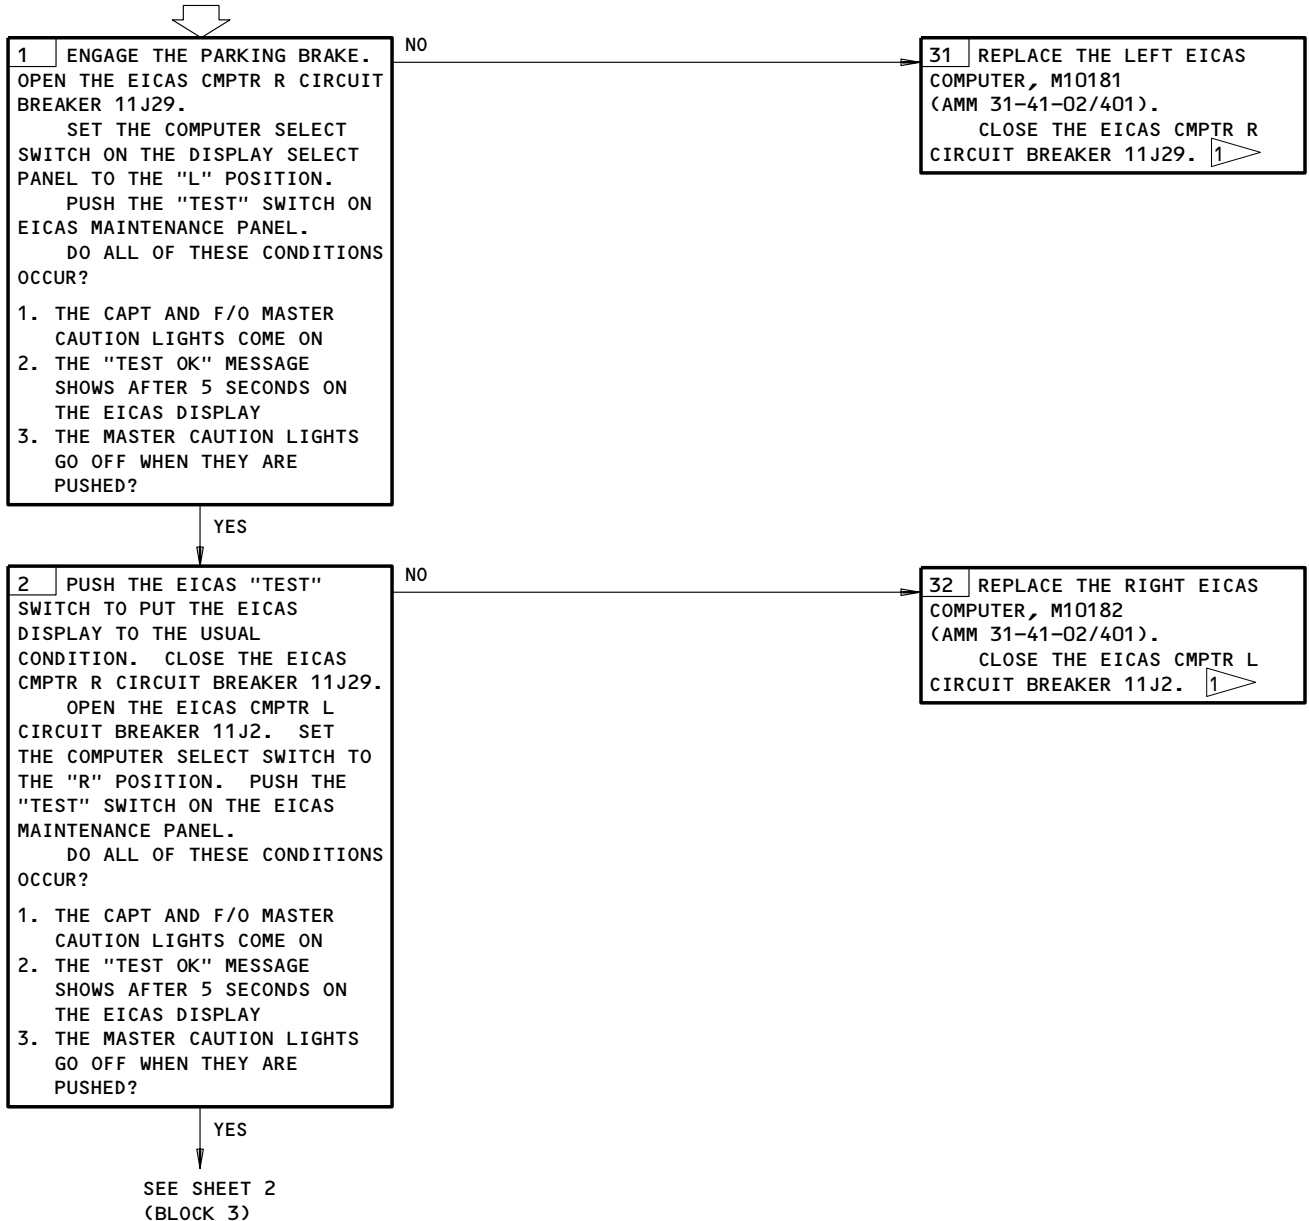 1 ENGAGE THE PARKING BRAKE.
OPEN THE EICAS CMPTR R CIRCUIT
BREAKER 11J29.
SET THE COMPUTER SELECT
SWITCH ON THE DISPLAY SELECT
PANEL TO THE "L" POSITION.
PUSH THE "TEST" SWITCH ON
EICAS MAINTENANCE PANEL.
DO ALL OF THESE CONDITIONS
OCCUR?
1. THE CAPT AND F/O MASTER
CAUTION LIGHTS COME ON
2. THE "TEST OK" MESSAGE
SHOWS AFTER 5 SECONDS ON
THE EICAS DISPLAY
3. THE MASTER CAUTION LIGHTS
GO OFF WHEN THEY ARE
PUSHED?
NO
31 REPLACE THE LEFT EICAS
COMPUTER, M10181
(AMM 31-41-02/401).
CLOSE THE EICAS CMPTR R
CIRCUIT BREAKER 11J29. 1
YES
2 PUSH THE EICAS "TEST"
SWITCH TO PUT THE EICAS
DISPLAY TO THE USUAL
CONDITION. CLOSE THE EICAS
CMPTR R CIRCUIT BREAKER 11J29.
OPEN THE EICAS CMPTR L
CIRCUIT BREAKER 11J2. SET
THE COMPUTER SELECT SWITCH TO
THE "R" POSITION. PUSH THE
"TEST" SWITCH ON THE EICAS
MAINTENANCE PANEL.
DO ALL OF THESE CONDITIONS
OCCUR?
1. THE CAPT AND F/O MASTER
CAUTION LIGHTS COME ON
2. THE "TEST OK" MESSAGE
SHOWS AFTER 5 SECONDS ON
THE EICAS DISPLAY
3. THE MASTER CAUTION LIGHTS
GO OFF WHEN THEY ARE
PUSHED?
NO
32 REPLACE THE RIGHT EICAS
COMPUTER, M10182
(AMM 31-41-02/401).
CLOSE THE EICAS CMPTR L
CIRCUIT BREAKER 11J2. 1
YES
SEE SHEET 2
(BLOCK 3)